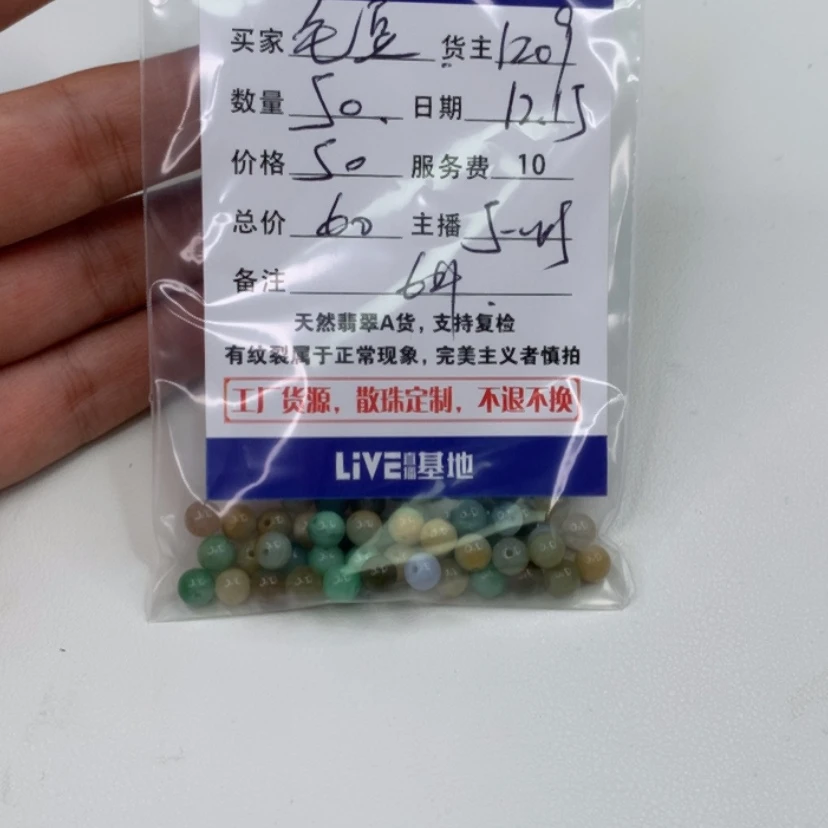 买家 毛豆 货主 1209
数量 50. 日期 12.15
价格 50 服务费 10
总价 60 主播
备注 64
天然翡翠A货，支持复检
有纹裂属于正常现象，完美主义者慎拍
工厂货源，散珠定制，不退不换
LiVE直播基地